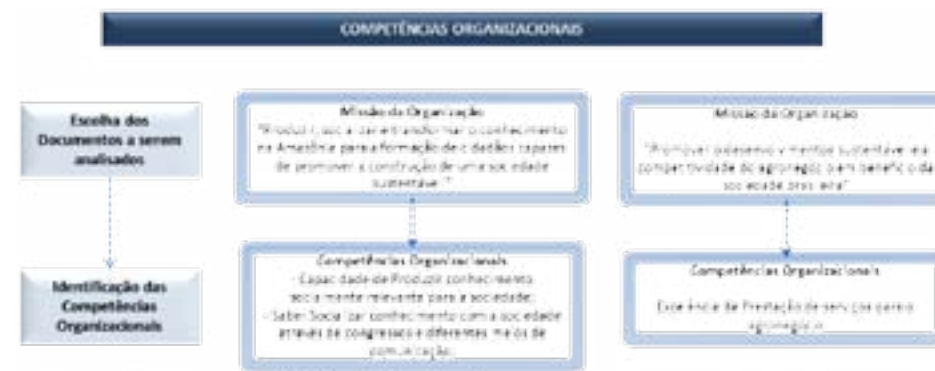 COMPETÊNCIAS ORGANIZACIONAIS
Escolha dos
Documentos a serem
analisados
Missão da Organização
"Produzir, socializar e transformar o conhecimento
na Amazônia para a formação de cidadãos capazes
de promover a construção de uma sociedade
sustentável"
Missão da Organização
"Promover o desenvolvimento sustentável e a
competitividade do agronegócio em benefício da
sociedade brasileira"
Identificação das
Competências
Organizacionais
Competências Organizacionais
- Capacidade de Produzir conhecimento
socialmente relevante para a sociedade;
- Saber Socializar conhecimento com a sociedade
através de congressos e diferentes meios de
comunicação.
Competências Organizacionais
Excelência de Prestação de serviços para o
agronegócio